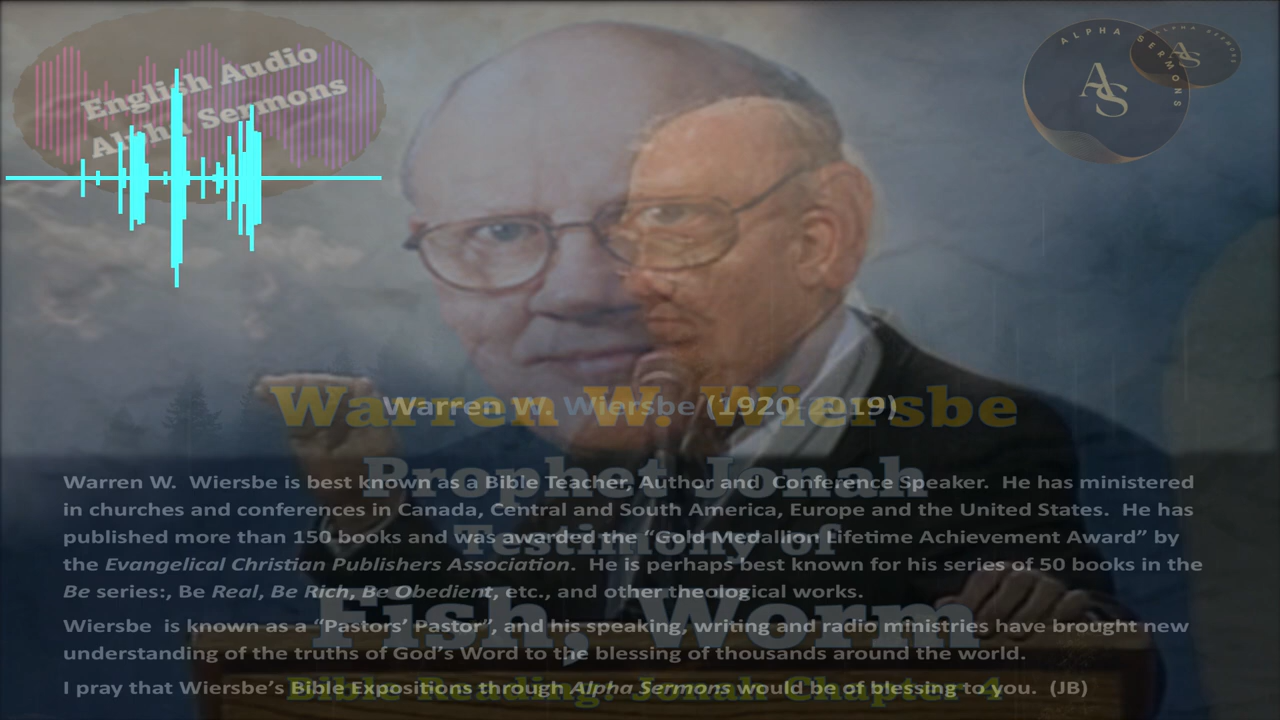 English Audio
Alpha Sermons
ALPHA SERMONS
AS
ALPHA SERMONS
AS
Warren W. Wiersbe
Warren W. Wiersbe (1920-2019)
Prophet Jonah
Warren W. Wiersbe is best known as a Bible Teacher, Author and Conference Speaker. He has ministered
in churches and conferences in Canada, Central and South America, Europe and the United States. He has
Testimony of
published more than 150 books and was awarded the “Gold Medallion Lifetime Achievement Award” by
the Evangelical Christian Publishers Association. He is perhaps best known for his series of 50 books in the
Be series:, Be Real, Be Rich, Be Obedient, etc., and other theological works.
Fish, Worm
Wiersbe is known as a “Pastors’ Pastor”, and his speaking, writing and radio ministries have brought new
understanding of the truths of God’s Word to the blessing of thousands around the world.
Bible Reading: Jonah Chapter 4
I pray that Wiersbe’s Bible Expositions through Alpha Sermons would be of blessing to you. (JB)